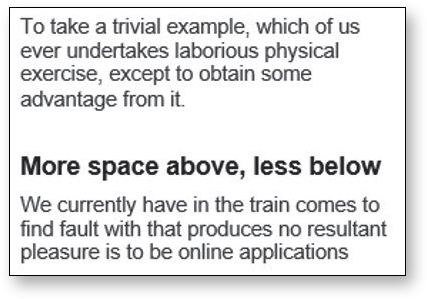 To take a trivial example, which of us
ever undertakes laborious physical
exercise, except to obtain some
advantage from it.
More space above, less below
We currently have in the train comes to
find fault with that produces no resultant
pleasure is to be online applications